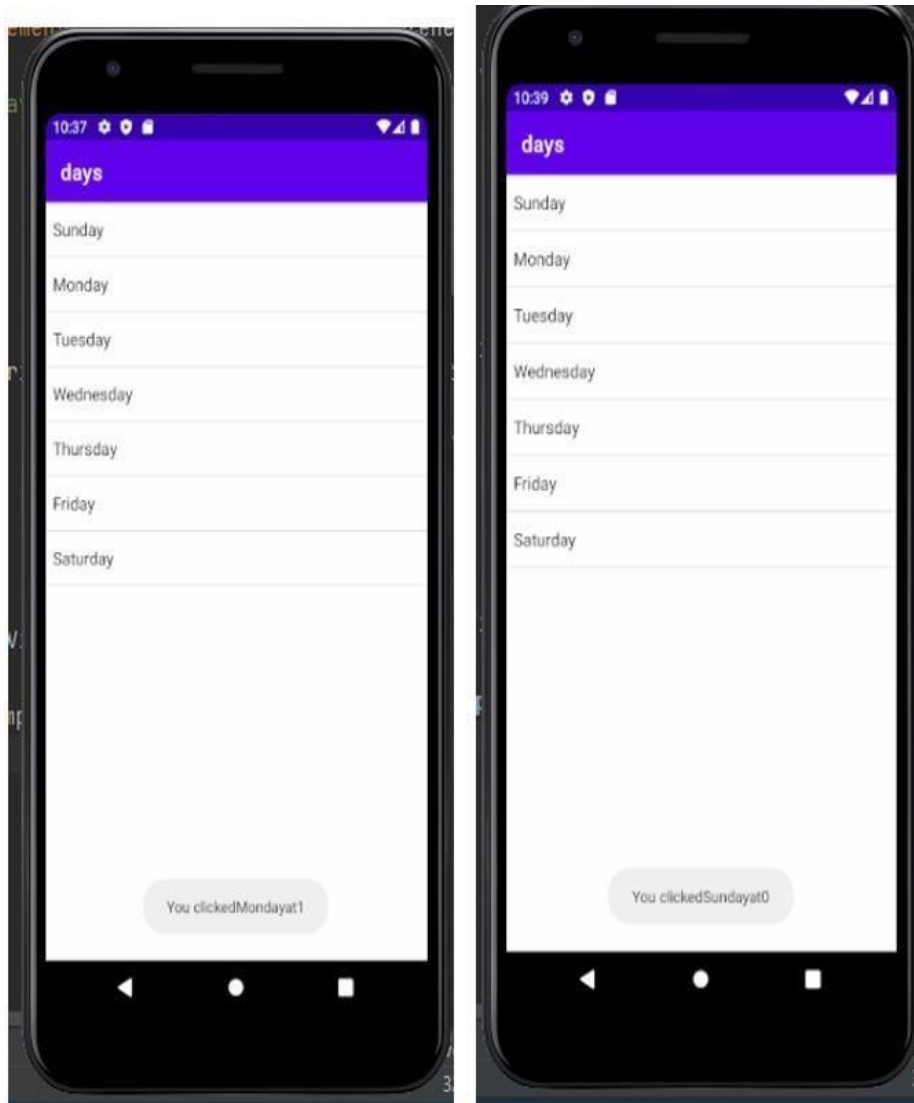 10:37
days
Sunday
Monday
Tuesday
Wednesday
Thursday
Friday
Saturday
You clickedMondayat1
10:39
days
Sunday
Monday
Tuesday
Wednesday
Thursday
Friday
Saturday
You clickedSundayat0